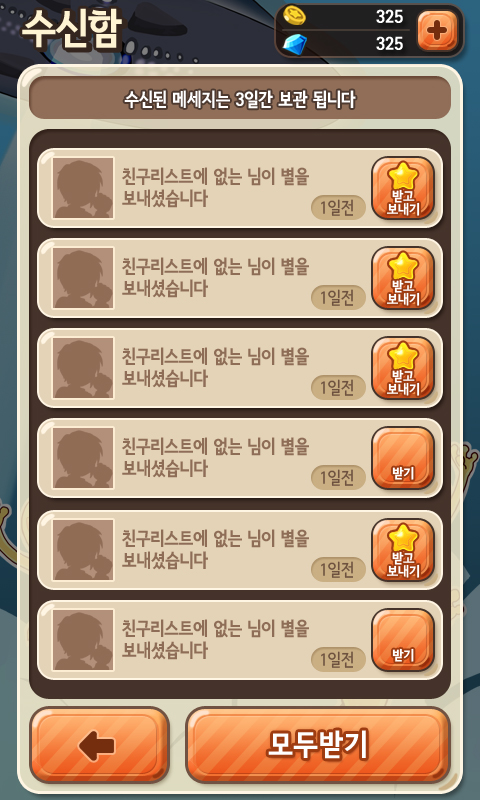 수신함
325
325
수신된 메세지는 3일간 보관 됩니다
친구리스트에 없는 님이 별을
보내셨습니다
1일전
받고
보내기
친구리스트에 없는 님이 별을
보내셨습니다
1일전
받고
보내기
친구리스트에 없는 님이 별을
보내셨습니다
1일전
받고
보내기
친구리스트에 없는 님이 별을
보내셨습니다
1일전
받기
친구리스트에 없는 님이 별을
보내셨습니다
1일전
받고
보내기
친구리스트에 없는 님이 별을
보내셨습니다
1일전
받기
모두받기